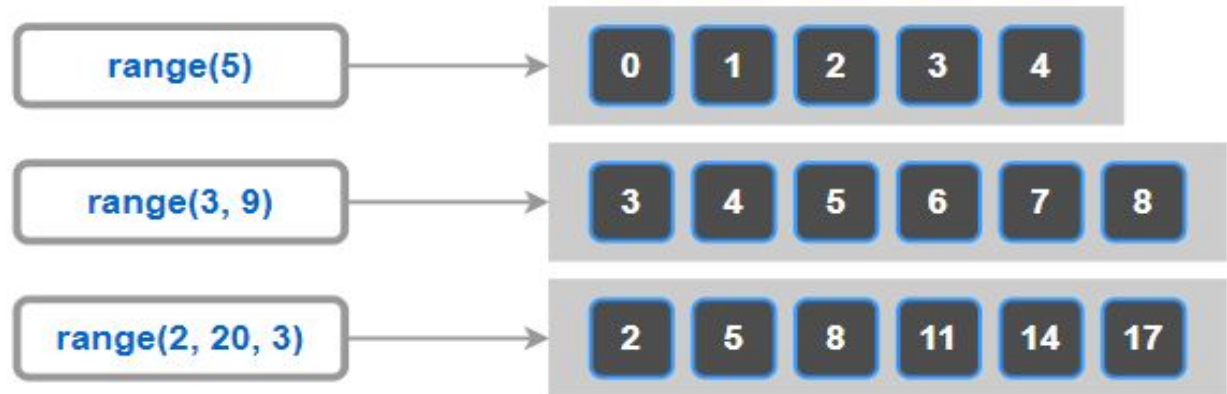 range(5) 0 1 2 3 4
range(3, 9) 3 4 5 6 7 8
range(2, 20, 3) 2 5 8 11 14 17